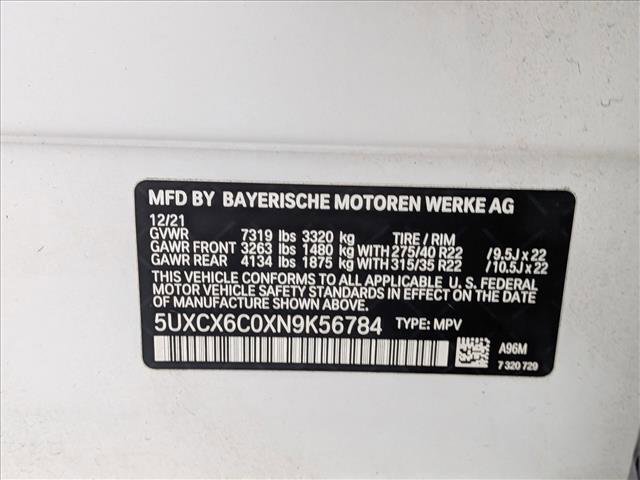 MFD BY BAYERISCHE MOTOREN WERKE AG
12/21
GVWR 7319 lbs 3320 kg TIRE / RIM
GAWR FRONT 3263 lbs 1480 kg WITH 275/40 R22 /9.5J x 22
GAWR REAR 4134 lbs 1875 kg WITH 315/35 R22 /10.5J x 22
THIS VEHICLE CONFORMS TO ALL APPLICABLE U. S. FEDERAL
MOTOR VEHICLE SAFETY STANDARDS IN EFFECT ON THE
DATE OF MANUFACTURE SHOWN ABOVE.
5UXCX6C0XN9K56784 TYPE: MPV
A96M
7 320 729